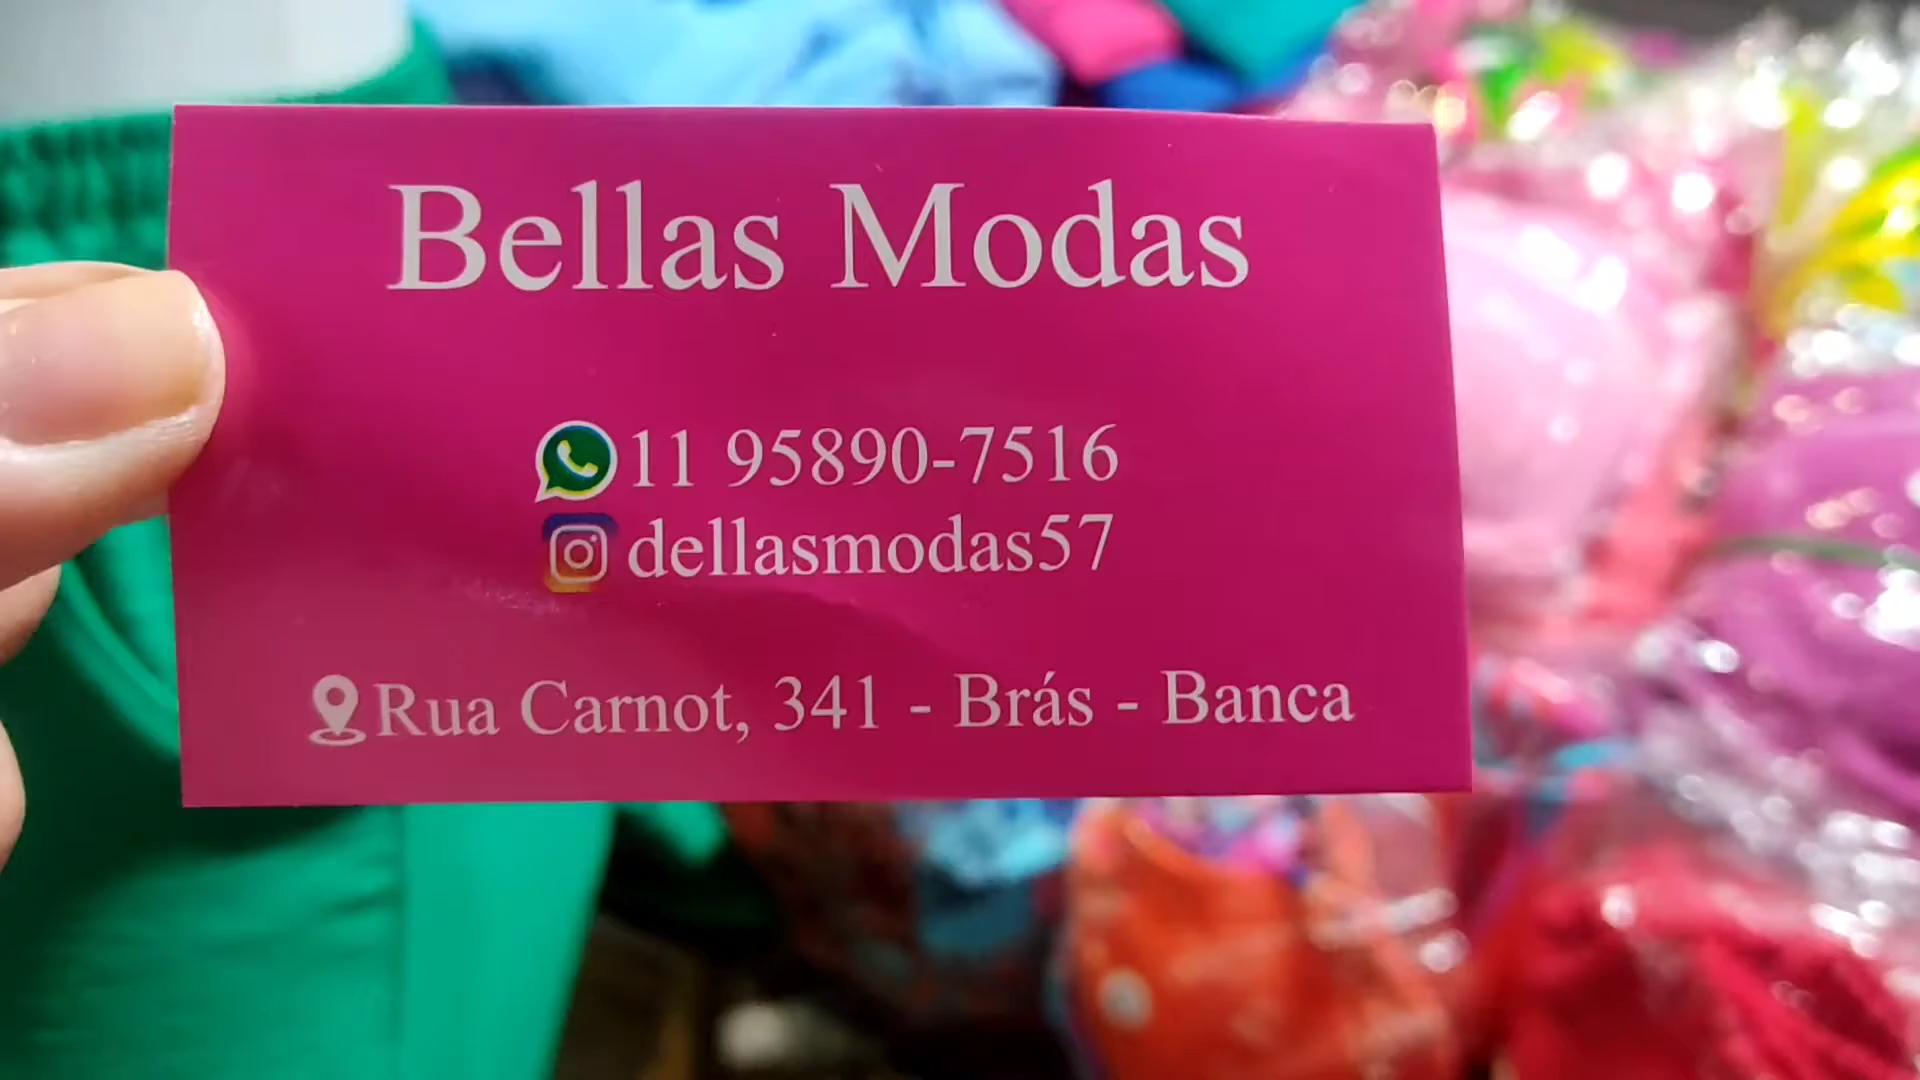 Bellas Modas
11 95890-7516
dellasmodas57
Rua Carnot, 341 - Brás - Banca